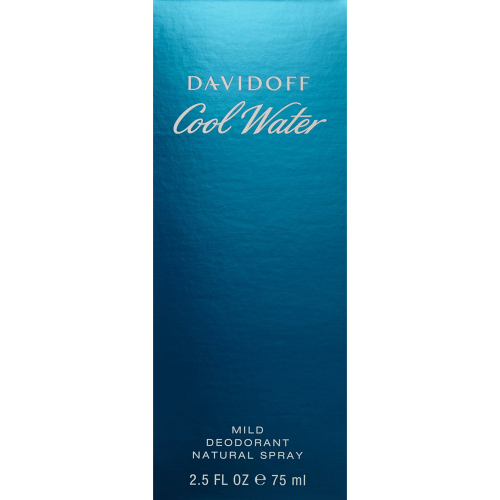 DAVIDOFF
Cool Water
MILD
DEODORANT
NATURAL SPRAY
2.5 FL OZ ℮ 75 ml